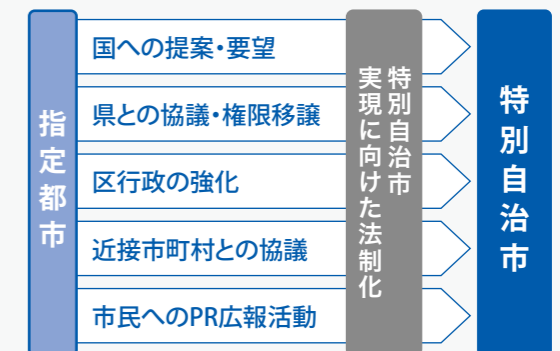 指定都市
国への提案・要望
県との協議・権限移譲
区行政の強化
近接市町村との協議
市民へのPR広報活動
特別自治市
実現に向けた法制化
特別自治市